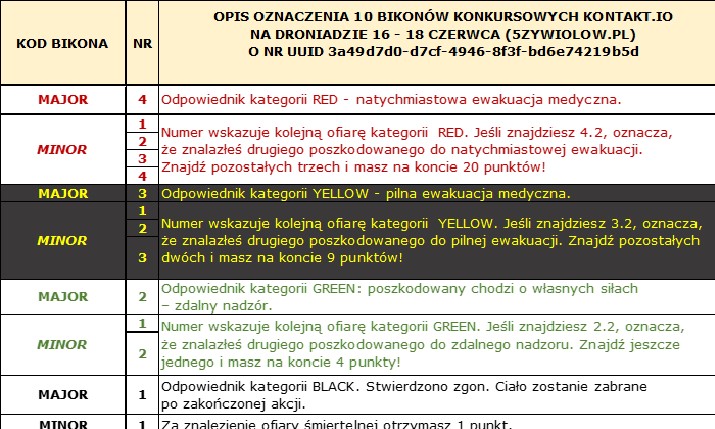 KOD BIKONA
NR
OPIS OZNACZENIA 10 BIKONÓW KONKURSOWYCH KONTAKT.IO
NA DRONIADZIE 16 - 18 CZERWCA (5ZYWIOLOW.PL)
O NR UUID 3a49d7d0-d7cf-4946-8f3f-bd6e74219b5d
MAJOR
4
Odpowiednik kategorii RED - natychmiastowa ewakuacja medyczna.
MINOR
1
2
3
4
Numer wskazuje kolejną ofiarę kategorii RED. Jeśli znajdziesz 4.2, oznacza,
że znalazłeś drugiego poszkodowanego do natychmiastowej ewakuacji.
Znajdź pozostałych trzech i masz na koncie 20 punktów!
MAJOR
3
Odpowiednik kategorii YELLOW - pilna ewakuacja medyczna.
MINOR
1
2
3
Numer wskazuje kolejną ofiarę kategorii YELLOW. Jeśli znajdziesz 3.2, oznacza,
że znalazłeś drugiego poszkodowanego do pilnej ewakuacji. Znajdź pozostałych
dwóch i masz na koncie 9 punktów!
MAJOR
2
Odpowiednik kategorii GREEN: poszkodowany chodzi o własnych siłach
– zdalny nadzór.
MINOR
1
2
Numer wskazuje kolejną ofiarę kategorii GREEN. Jeśli znajdziesz 2.2, oznacza,
że znalazłeś drugiego poszkodowanego do zdalnego nadzoru. Znajdź jeszcze
jednego i masz na koncie 4 punkty!
MAJOR
1
Odpowiednik kategorii BLACK. Stwierdzono zgon. Ciało zostanie zabrane
po zakończonej akcji.
MINOR
1
Za znalezienie ofiary śmiertelnej otrzymasz 1 punkt.